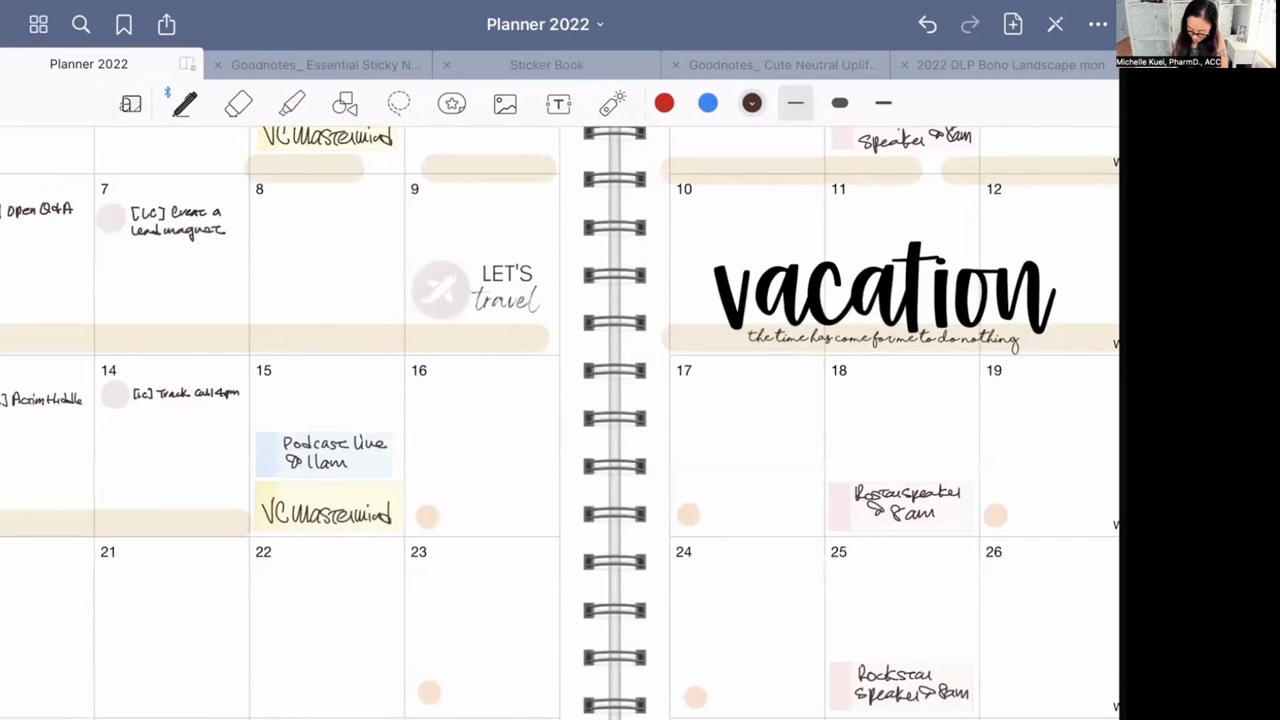 Planner 2022
Michelle Kuei, PharmD., ACC
Planner 2022
Goodnotes_ Essential Sticky N...
Sticker Book
Goodnotes_ Cute Neutral Uplif...
2022 DLP Boho Landscape mon
VC Mastermind
Speaker @ 8am
W
7
[LC] Create a
lead magnet
] Open Q&A
8
9
LET'S
travel
10
11
12
vacation
the time has come for me to do nothing
W
] Action Huddle
14
[LC] Track Call 4pm
15
Podcast Live
@ 11am
VC Mastermind
16
17
18
Rockstar speaker
@ 8am
19
W
21
22
23
24
25
Rockstar
speaker @ 8am
26